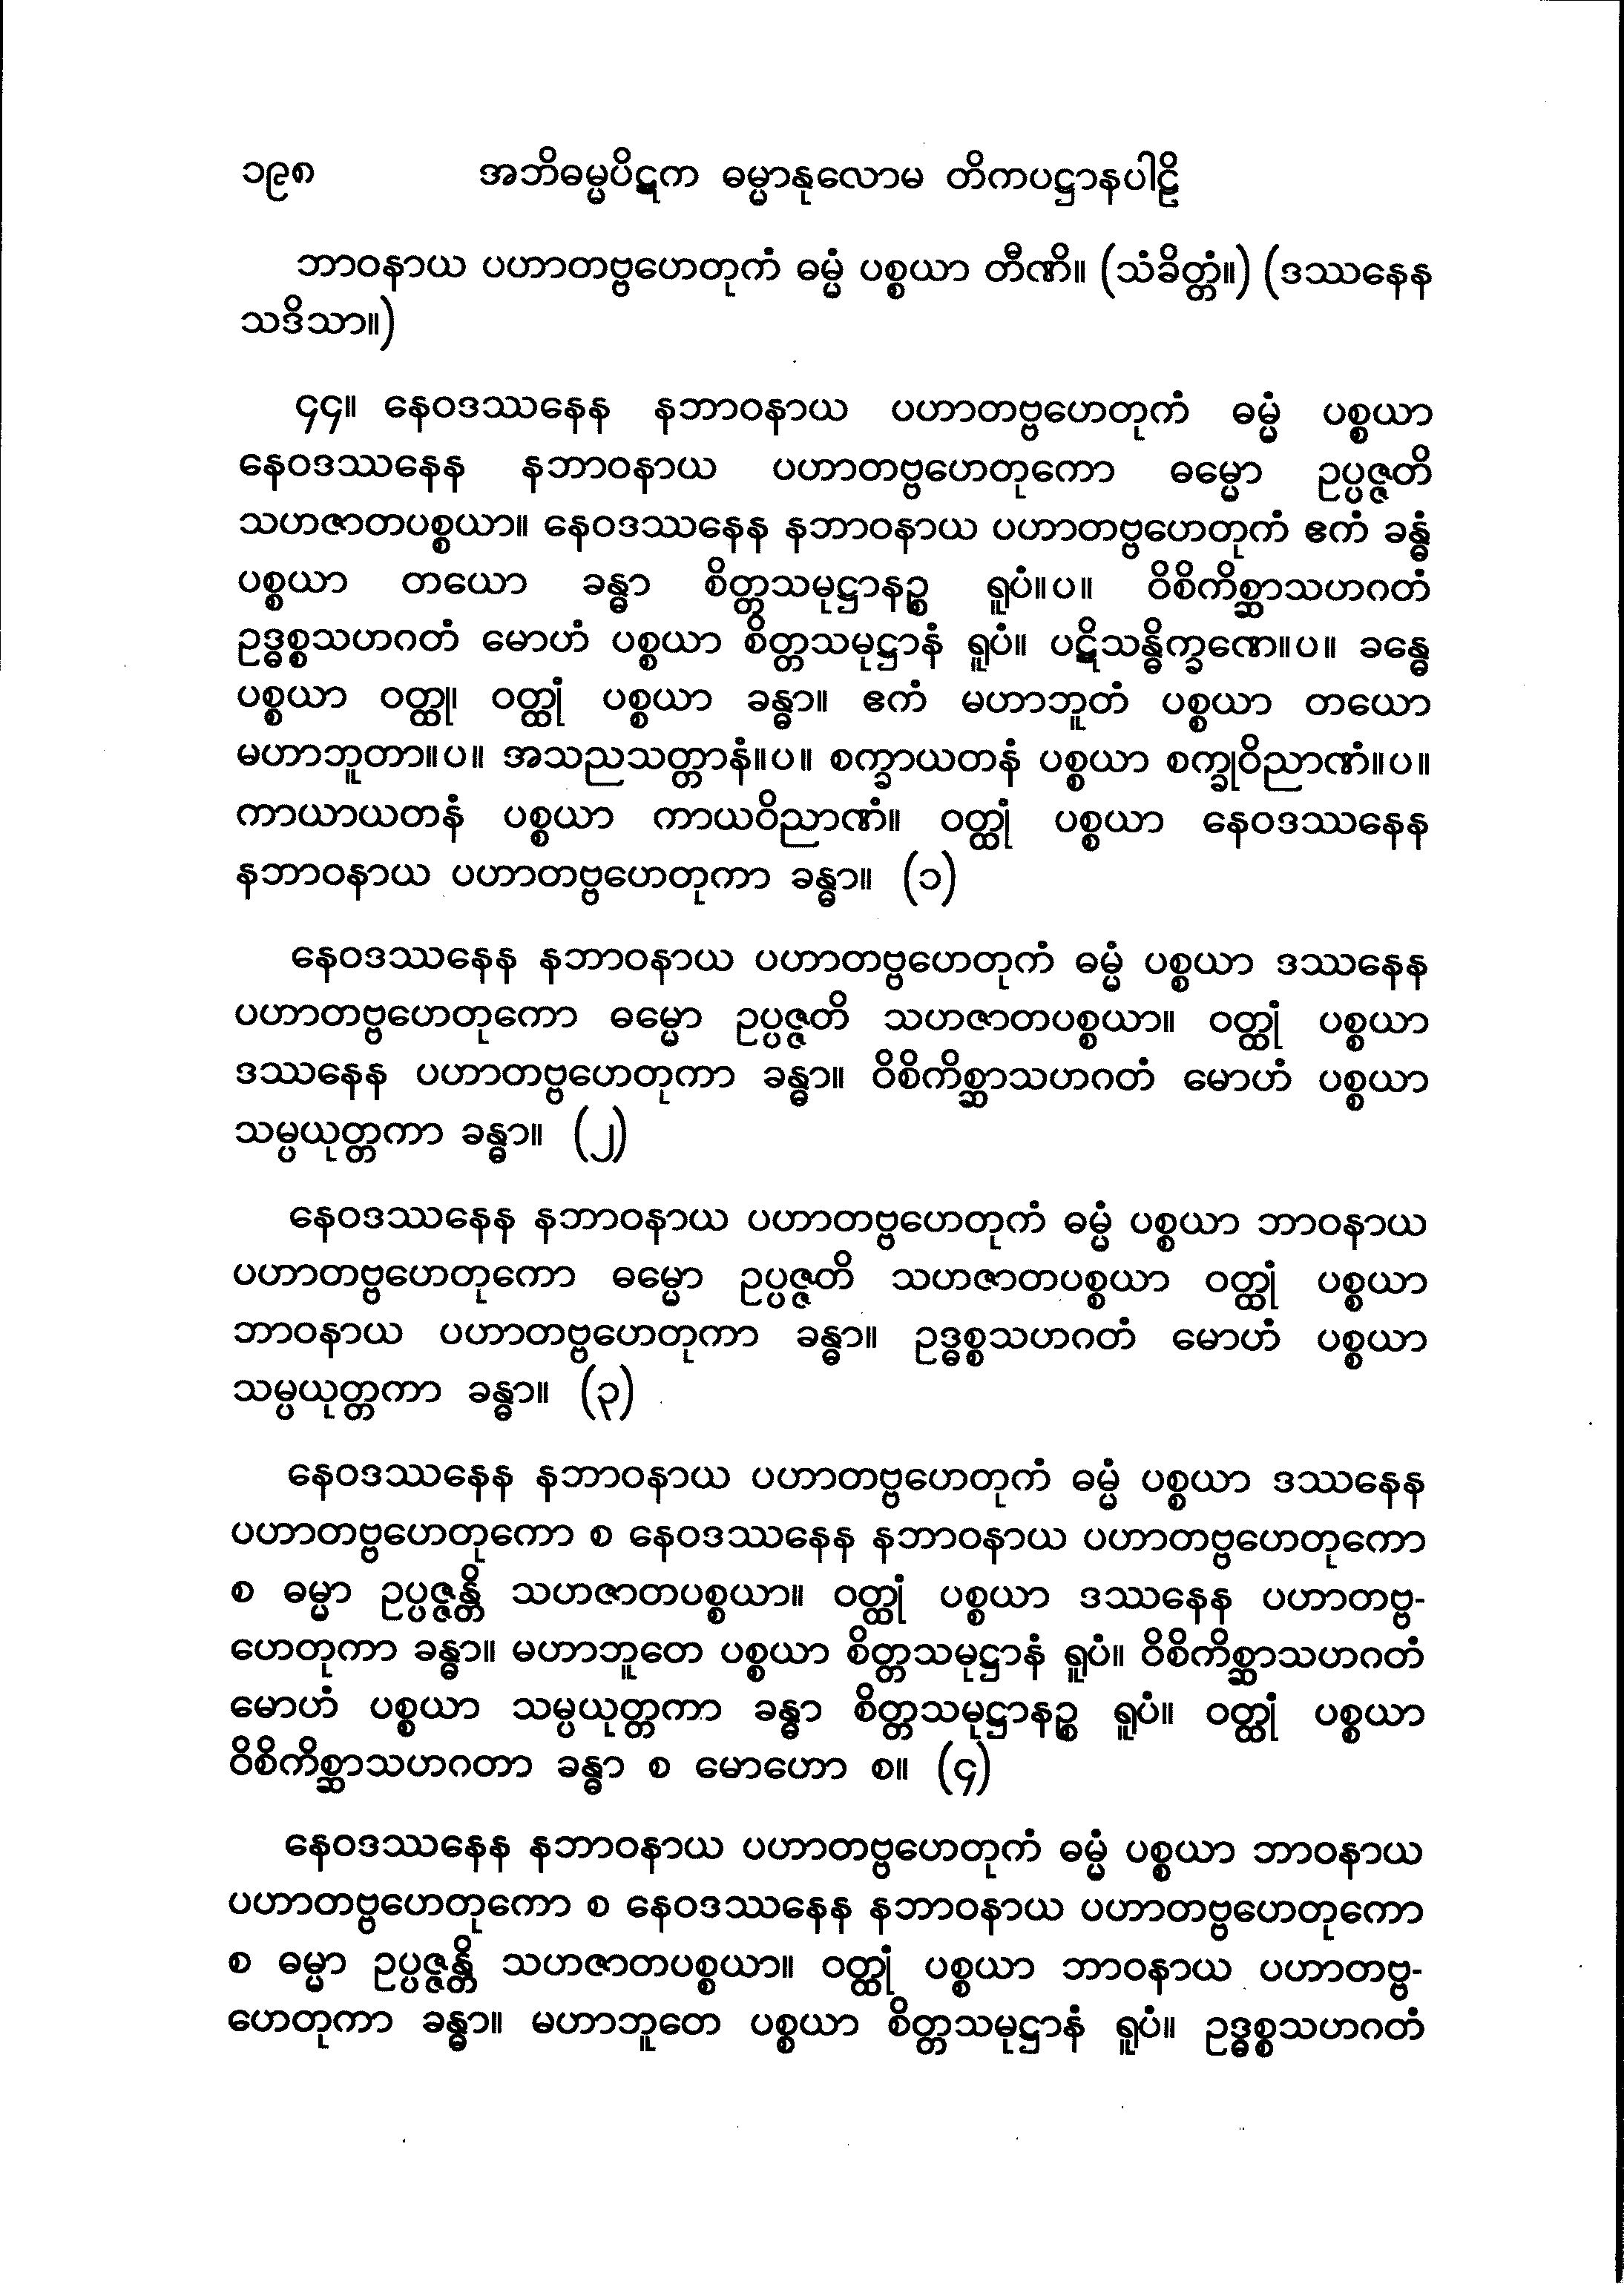 ၁၉၈ အဘိဓမ္မပိဋက ဓမ္မာနုလောမ တိကပဋ္ဌာနပါဠိ
ဘာဝနာယ ပဟာတဗ္ဗဟေတုကံ ဓမ္မံ ပစ္စယာ တီဏိ။ (သံခိတ္တံ။) (ဒဿနေန
သဒိသာ။)
၄၄။ နေဝဒဿနေန နဘာဝနာယ ပဟာတဗ္ဗဟေတုကံ ဓမ္မံ ပစ္စယာ
နေဝဒဿနေန နဘာဝနာယ ပဟာတဗ္ဗဟေတုကော ဓမ္မော ဥပ္ပဇ္ဇတိ
သဟဇာတပစ္စယာ။ နေဝဒဿနေန နဘာဝနာယ ပဟာတဗ္ဗဟေတုကံ ဧကံ ခန္ဓံ
ပစ္စယာ တယော ခန္ဓာ စိတ္တသမုဋ္ဌာနဉ္စ ရူပံ။ပ။ ဝိစိကိစ္ဆာသဟဂတံ
ဥဒ္ဓစ္စသဟဂတံ မောဟံ ပစ္စယာ စိတ္တသမုဋ္ဌာနံ ရူပံ။ ပဋိသန္ဓိက္ခဏေ။ပ။ ခန္ဓေ
ပစ္စယာ ဝတ္ထု။ ဝတ္ထုံ ပစ္စယာ ခန္ဓာ။ ဧကံ မဟာဘူတံ ပစ္စယာ တယော
မဟာဘူတာ။ပ။ အသညသတ္တာနံ။ပ။ စက္ခာယတနံ ပစ္စယာ စက္ခုဝိညာဏံ။ပ။
ကာယာယတနံ ပစ္စယာ ကာယဝိညာဏံ။ ဝတ္ထုံ ပစ္စယာ နေဝဒဿနေန
နဘာဝနာယ ပဟာတဗ္ဗဟေတုကာ ခန္ဓာ။ (၁)
နေဝဒဿနေန နဘာဝနာယ ပဟာတဗ္ဗဟေတုကံ ဓမ္မံ ပစ္စယာ ဒဿနေန
ပဟာတဗ္ဗဟေတုကော ဓမ္မော ဥပ္ပဇ္ဇတိ သဟဇာတပစ္စယာ။ ဝတ္ထုံ ပစ္စယာ
ဒဿနေန ပဟာတဗ္ဗဟေတုကာ ခန္ဓာ။ ဝိစိကိစ္ဆာသဟဂတံ မောဟံ ပစ္စယာ
သမ္ပယုတ္တကာ ခန္ဓာ။ (၂)
နေဝဒဿနေန နဘာဝနာယ ပဟာတဗ္ဗဟေတုကံ ဓမ္မံ ပစ္စယာ ဘာဝနာယ
ပဟာတဗ္ဗဟေတုကော ဓမ္မော ဥပ္ပဇ္ဇတိ သဟဇာတပစ္စယာ ဝတ္ထုံ ပစ္စယာ
ဘာဝနာယ ပဟာတဗ္ဗဟေတုကာ ခန္ဓာ။ ဥဒ္ဓစ္စသဟဂတံ မောဟံ ပစ္စယာ
သမ္ပယုတ္တကာ ခန္ဓာ။ (၃)
နေဝဒဿနေန နဘာဝနာယ ပဟာတဗ္ဗဟေတုကံ ဓမ္မံ ပစ္စယာ ဒဿနေန
ပဟာတဗ္ဗဟေတုကော စ နေဝဒဿနေန နဘာဝနာယ ပဟာတဗ္ဗဟေတုကော
စ ဓမ္မာ ဥပ္ပဇ္ဇန္တိ သဟဇာတပစ္စယာ။ ဝတ္ထုံ ပစ္စယာ ဒဿနေန ပဟာတဗ္ဗ-
ဟေတုကာ ခန္ဓာ။ မဟာဘူတေ ပစ္စယာ စိတ္တသမုဋ္ဌာနံ ရူပံ။ ဝိစိကိစ္ဆာသဟဂတံ
မောဟံ ပစ္စယာ သမ္ပယုတ္တကာ ခန္ဓာ စိတ္တသမုဋ္ဌာနဉ္စ ရူပံ။ ဝတ္ထုံ ပစ္စယာ
ဝိစိကိစ္ဆာသဟဂတာ ခန္ဓာ စ မောဟော စ။ (၄)
နေဝဒဿနေန နဘာဝနာယ ပဟာတဗ္ဗဟေတုကံ ဓမ္မံ ပစ္စယာ ဘာဝနာယ
ပဟာတဗ္ဗဟေတုကော စ နေဝဒဿနေန နဘာဝနာယ ပဟာတဗ္ဗဟေတုကော
စ ဓမ္မာ ဥပ္ပဇ္ဇန္တိ သဟဇာတပစ္စယာ။ ဝတ္ထုံ ပစ္စယာ ဘာဝနာယ ပဟာတဗ္ဗ-
ဟေတုကာ ခန္ဓာ။ မဟာဘူတေ ပစ္စယာ စိတ္တသမုဋ္ဌာနံ ရူပံ။ ဥဒ္ဓစ္စသဟဂတံ